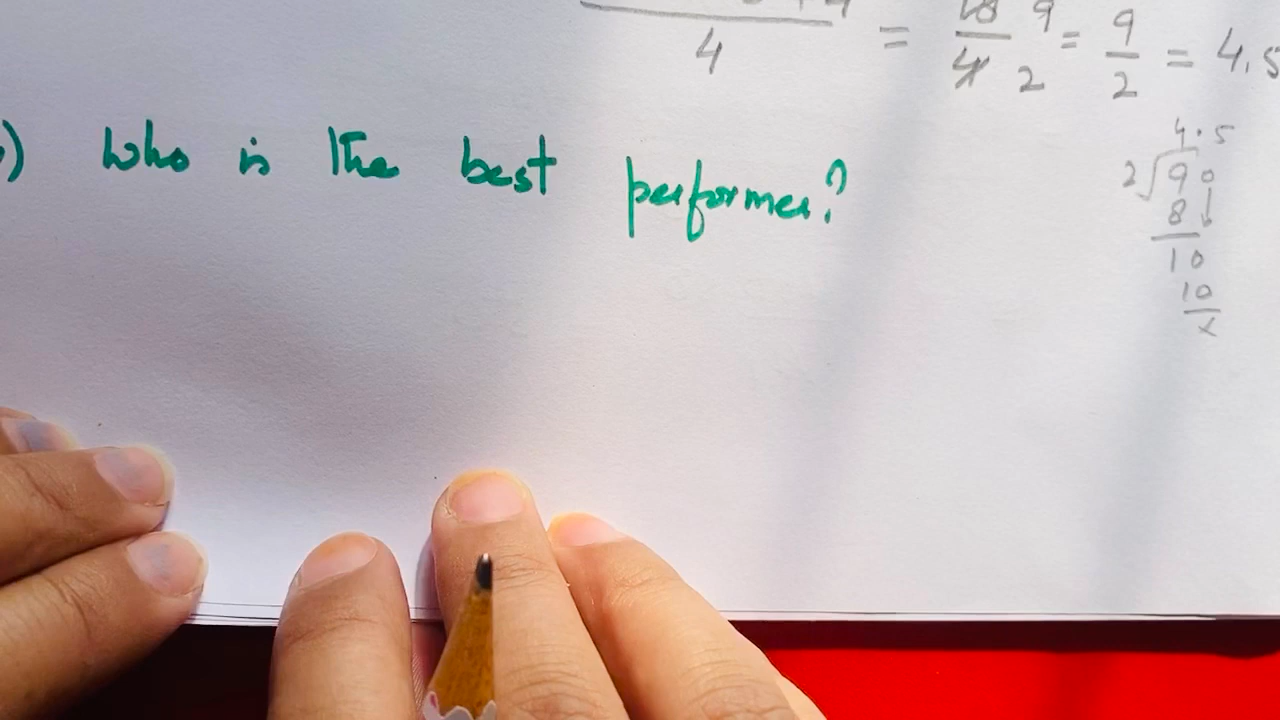 4 = 18/4 9/2 = 9/2 = 4.5
) Who is the best performer?
4.5
2 90
8
10
10
x